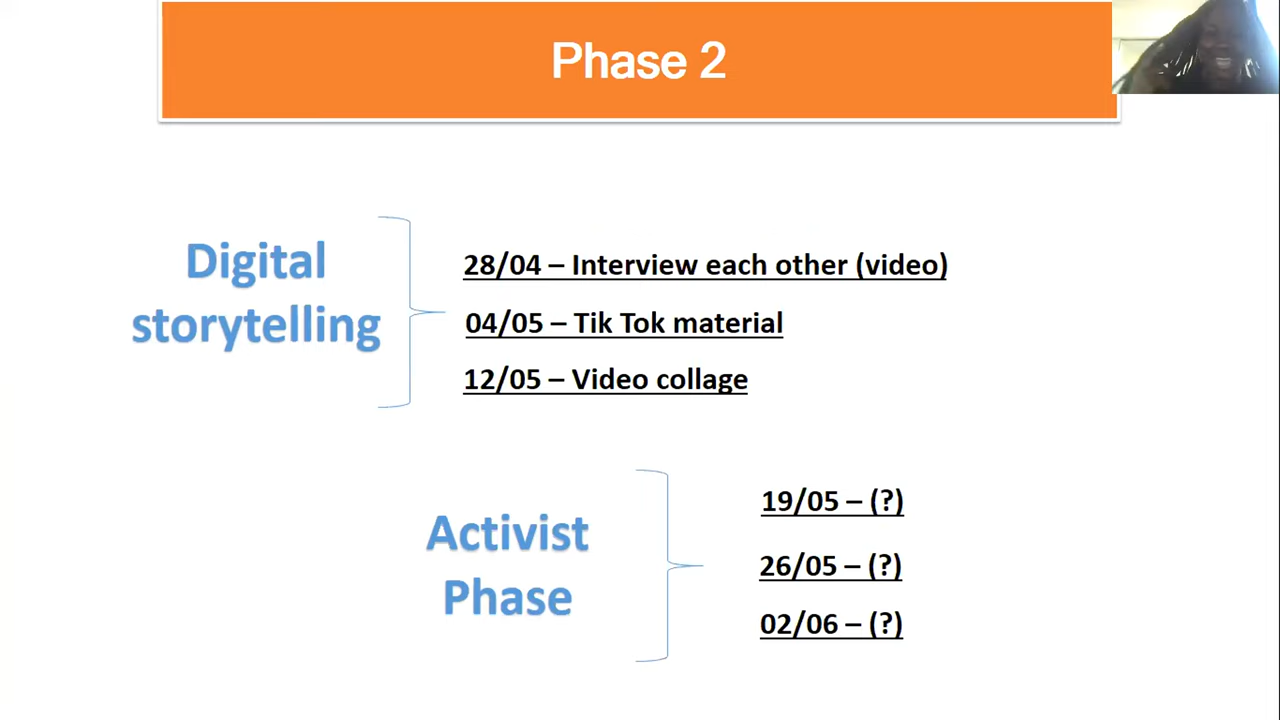 Phase 2
Digital
storytelling
28/04 – Interview each other (video)
04/05 – Tik Tok material
12/05 – Video collage
Activist
Phase
19/05 – (?)
26/05 – (?)
02/06 – (?)